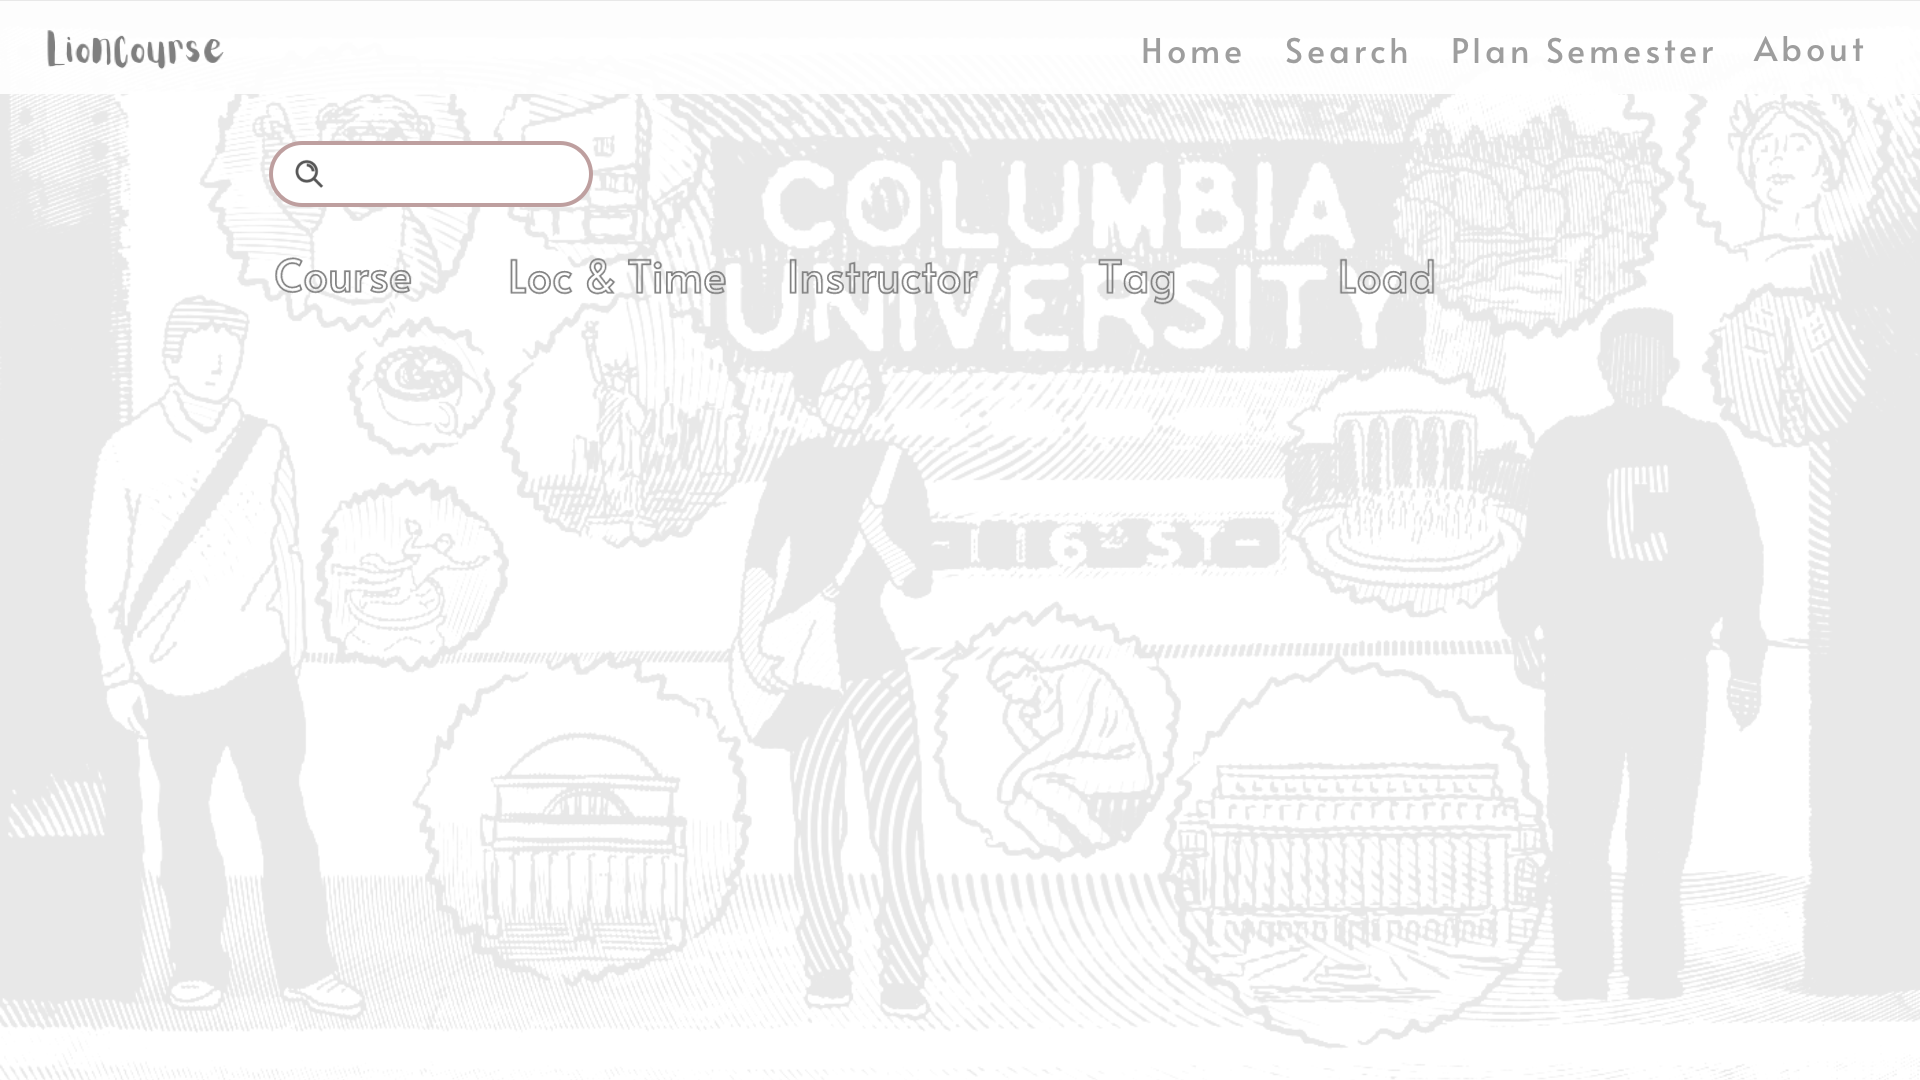 LionCourse
Home Search Plan Semester About
COLUMBIA
UNIVERSITY
Course Loc & Time Instructor Tag Load
116
ST
C